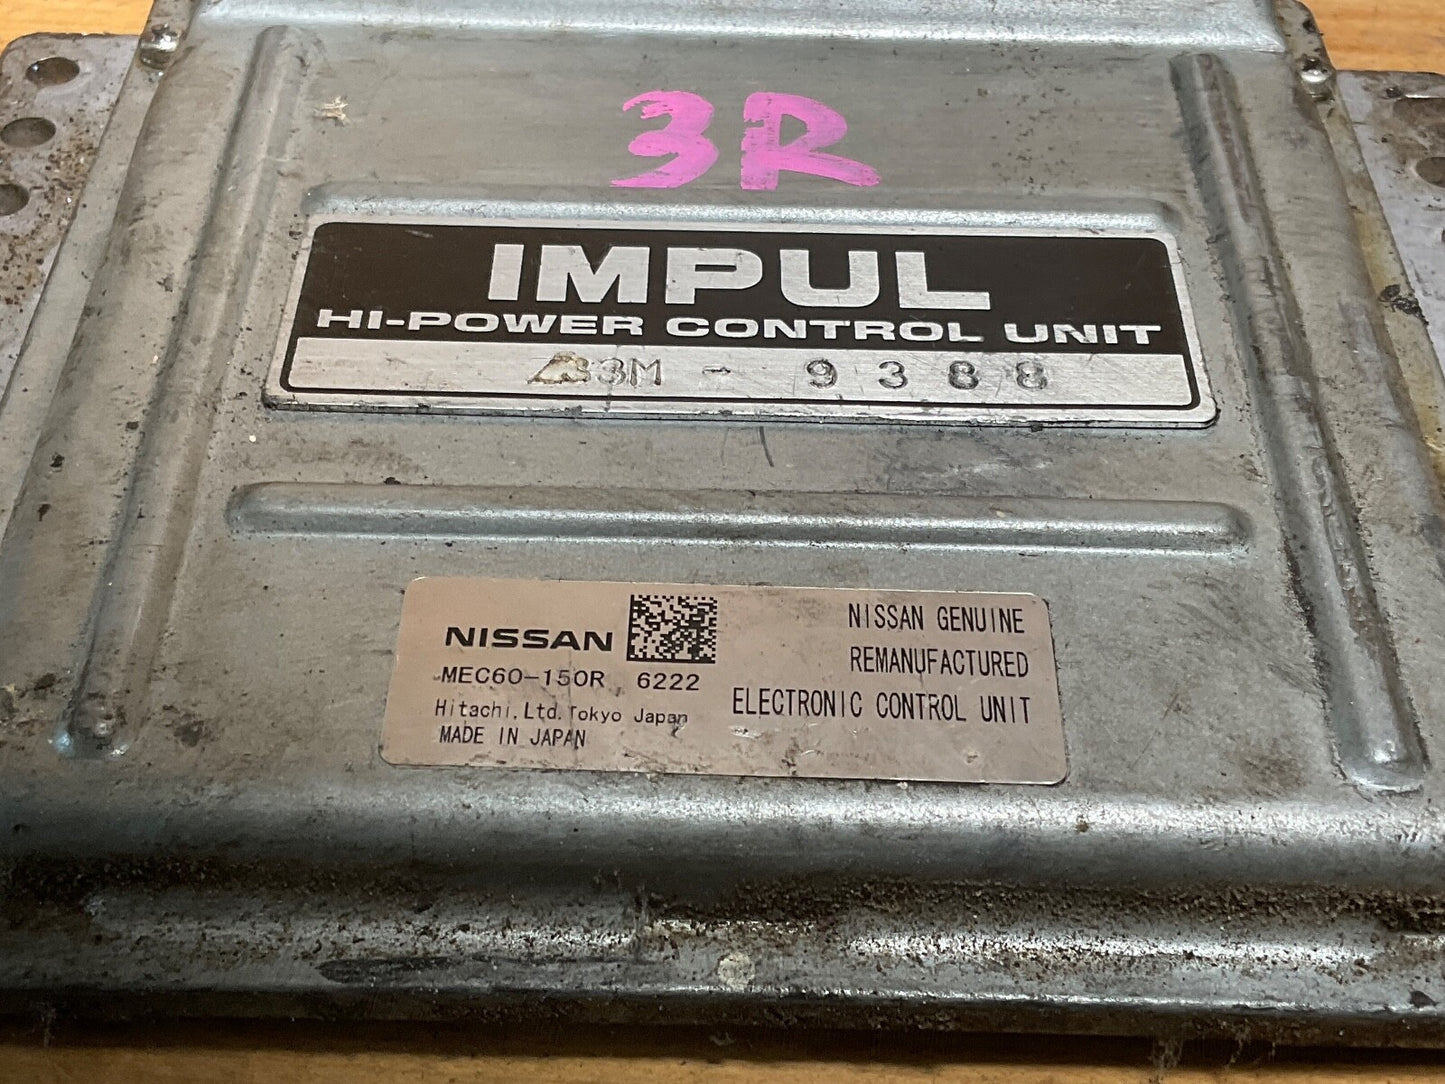 3R
IMPUL
HI-POWER CONTROL UNIT
33M - 9388
NISSAN
MEC60-150R 6222
Hitachi, Ltd. Tokyo Japan
MADE IN JAPAN
NISSAN GENUINE
REMANUFACTURED
ELECTRONIC CONTROL UNIT